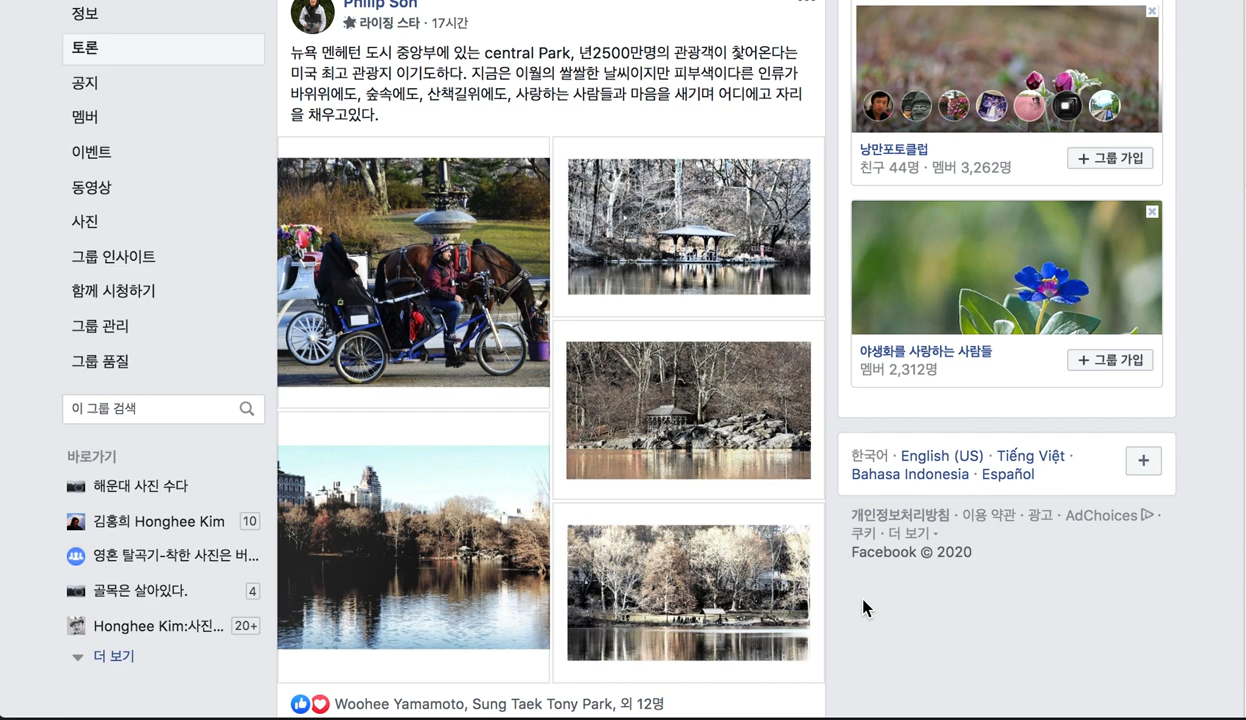 정보
토론
공지
멤버
이벤트
동영상
사진
그룹 인사이트
함께 시청하기
그룹 관리
그룹 품질
이 그룹 검색
바로가기
해운대 사진 수다
김홍희 Honghee Kim 10
영혼 탈곡기-착한 사진은 버...
골목은 살아있다. 4
Honghee Kim:사진... 20+
더 보기
Philip Son
라이징 스타 · 17시간
뉴욕 멘헤턴 도시 중앙부에 있는 central Park, 년2500만명의 관광객이 찿어온다는
미국 최고 관광지 이기도하다. 지금은 이월의 쌀쌀한 날씨이지만 피부색이다른 인류가
바위위에도, 숲속에도, 산책길위에도, 사랑하는 사람들과 마음을 새기며 어디에고 자리
을 채우고있다.
Woohee Yamamoto, Sung Taek Tony Park, 외 12명
낭만포토클럽
친구 44명 · 멤버 3,262명
+ 그룹 가입
야생화를 사랑하는 사람들
멤버 2,312명
+ 그룹 가입
한국어 · English (US) · Tiếng Việt ·
Bahasa Indonesia · Español
개인정보처리방침 · 이용 약관 · 광고 · AdChoices ·
쿠키 · 더 보기
Facebook © 2020